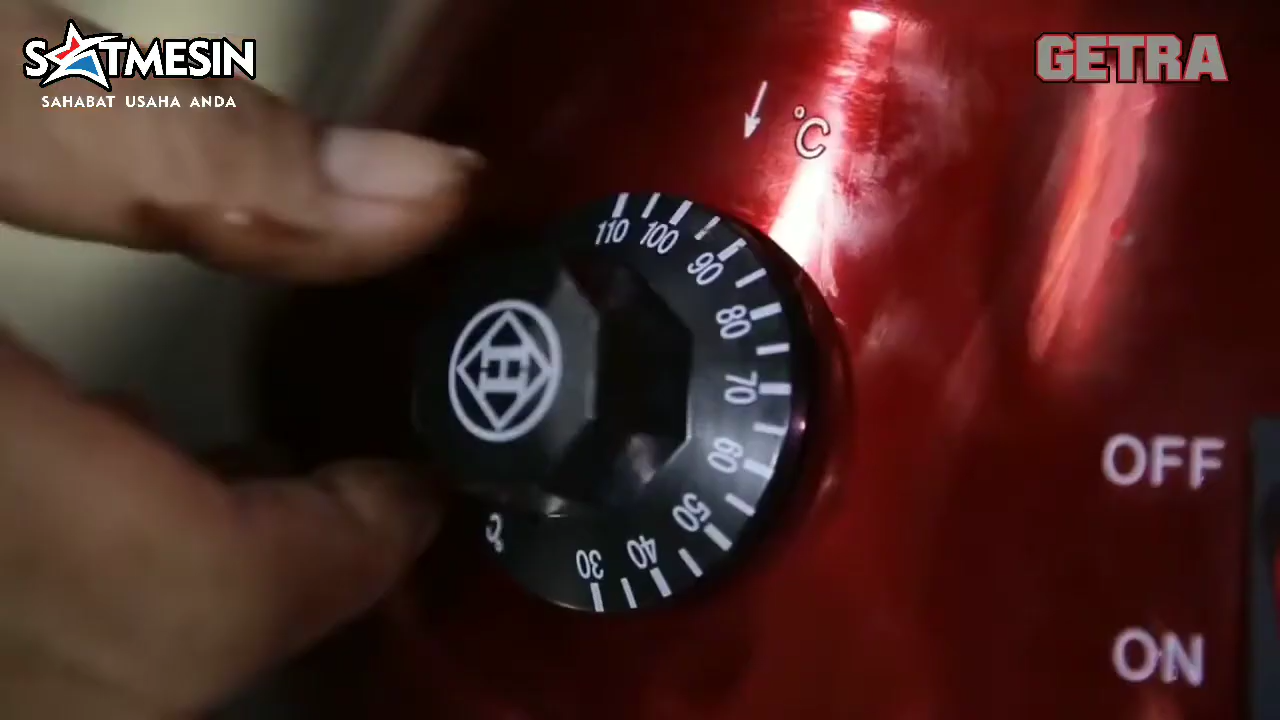 SATMESIN
SAHABAT USAHA ANDA
GETRA
°C
110
100
90
80
70
60
50
40
30
°C
H
OFF
ON